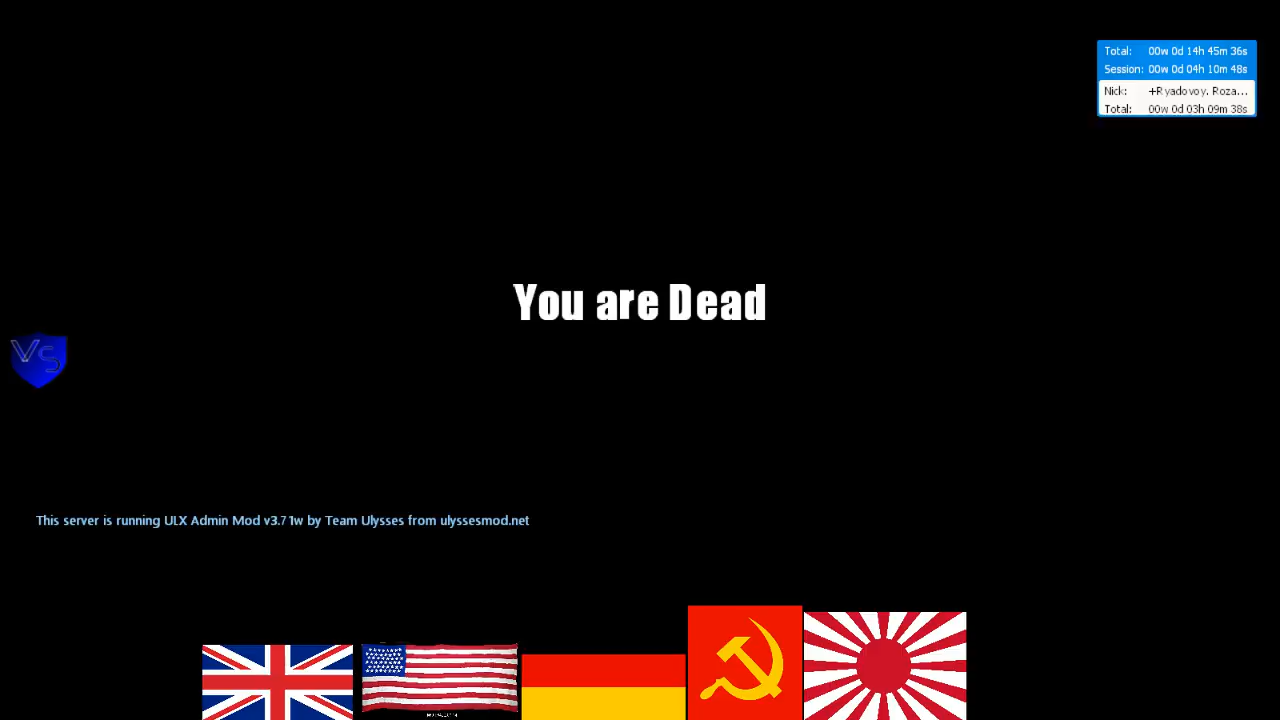 Total: 00w 0d 14h 45m 36s
Session: 00w 0d 04h 10m 48s
Nick: +Ryadovoy. Roza...
Total: 00w 0d 03h 09m 38s
You are Dead
VS
This server is running ULX Admin Mod v3.71w by Team Ulysses from ulyssesmod.net